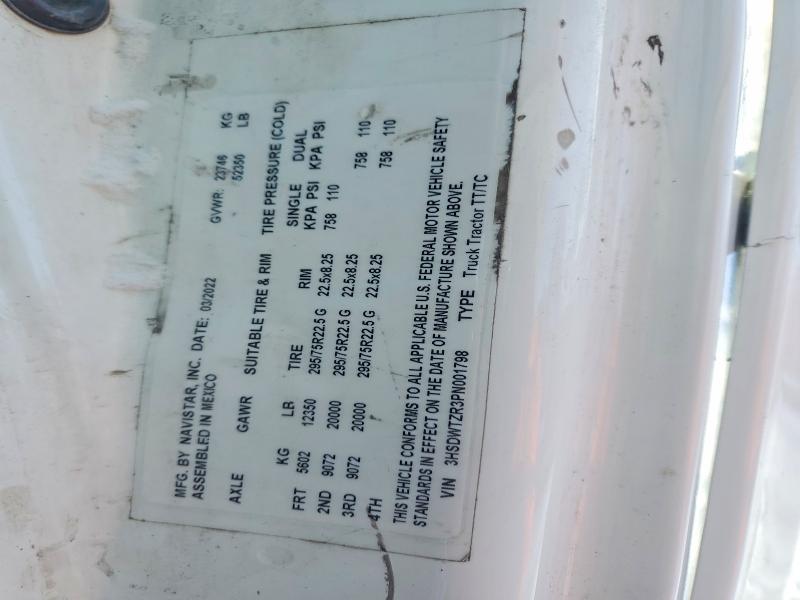 MFG. BY NAVISTAR, INC. DATE: 03/2022 GVWR: 23746 KG
ASSEMBLED IN MEXICO 52350 LB
AXLE GAWR SUITABLE TIRE & RIM TIRE PRESSURE (COLD)
SINGLE DUAL
KG LB TIRE RIM KPA PSI KPA PSI
FRT 5602 12350 295/75R22.5 G 22.5x8.25 758 110
2ND 9072 20000 295/75R22.5 G 22.5x8.25 758 110
3RD 9072 20000 295/75R22.5 G 22.5x8.25 758 110
4TH
THIS VEHICLE CONFORMS TO ALL APPLICABLE U.S. FEDERAL MOTOR VEHICLE SAFETY
STANDARDS IN EFFECT ON THE DATE OF MANUFACTURE SHOWN ABOVE.
VIN 3HSDWTZR3PN001798 TYPE Truck Tractor TT/TC